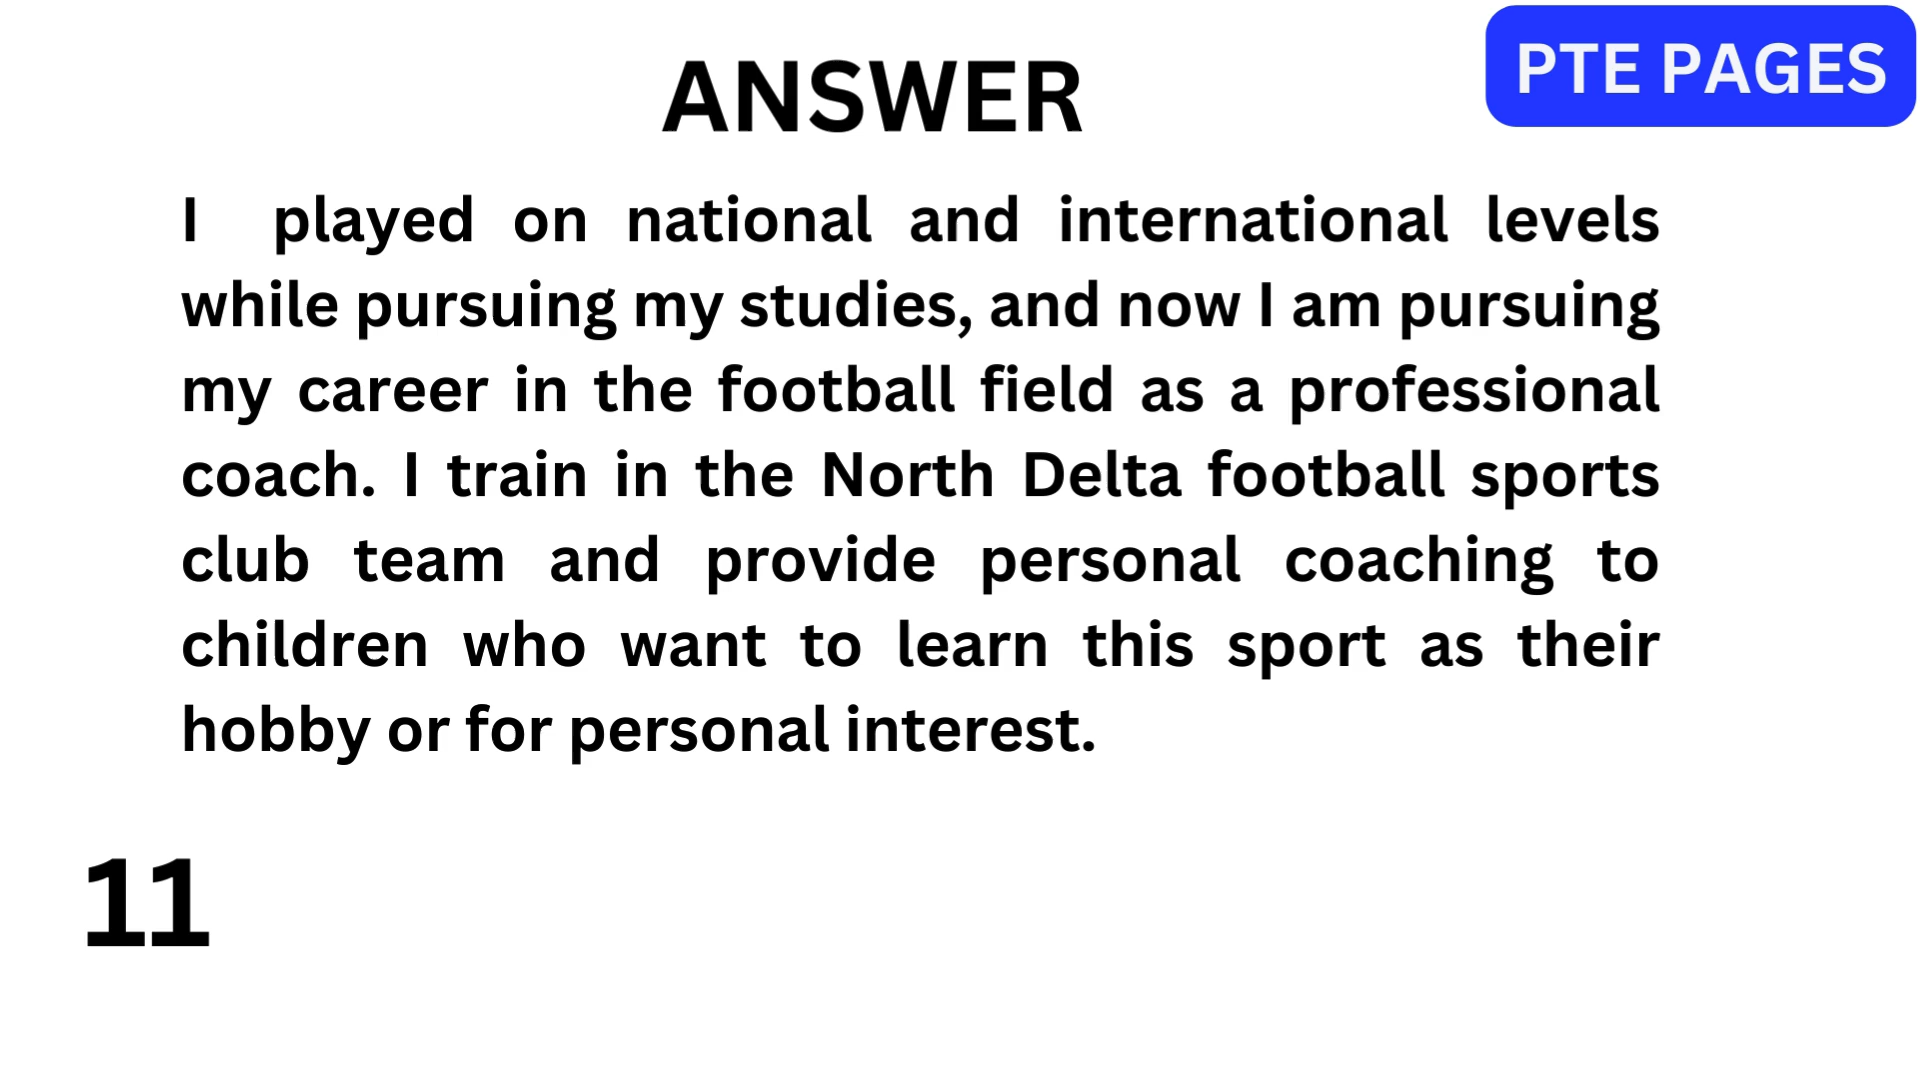 PTE PAGES
ANSWER
I played on national and international levels
while pursuing my studies, and now I am pursuing
my career in the football field as a professional
coach. I train in the North Delta football sports
club team and provide personal coaching to
children who want to learn this sport as their
hobby or for personal interest.
11